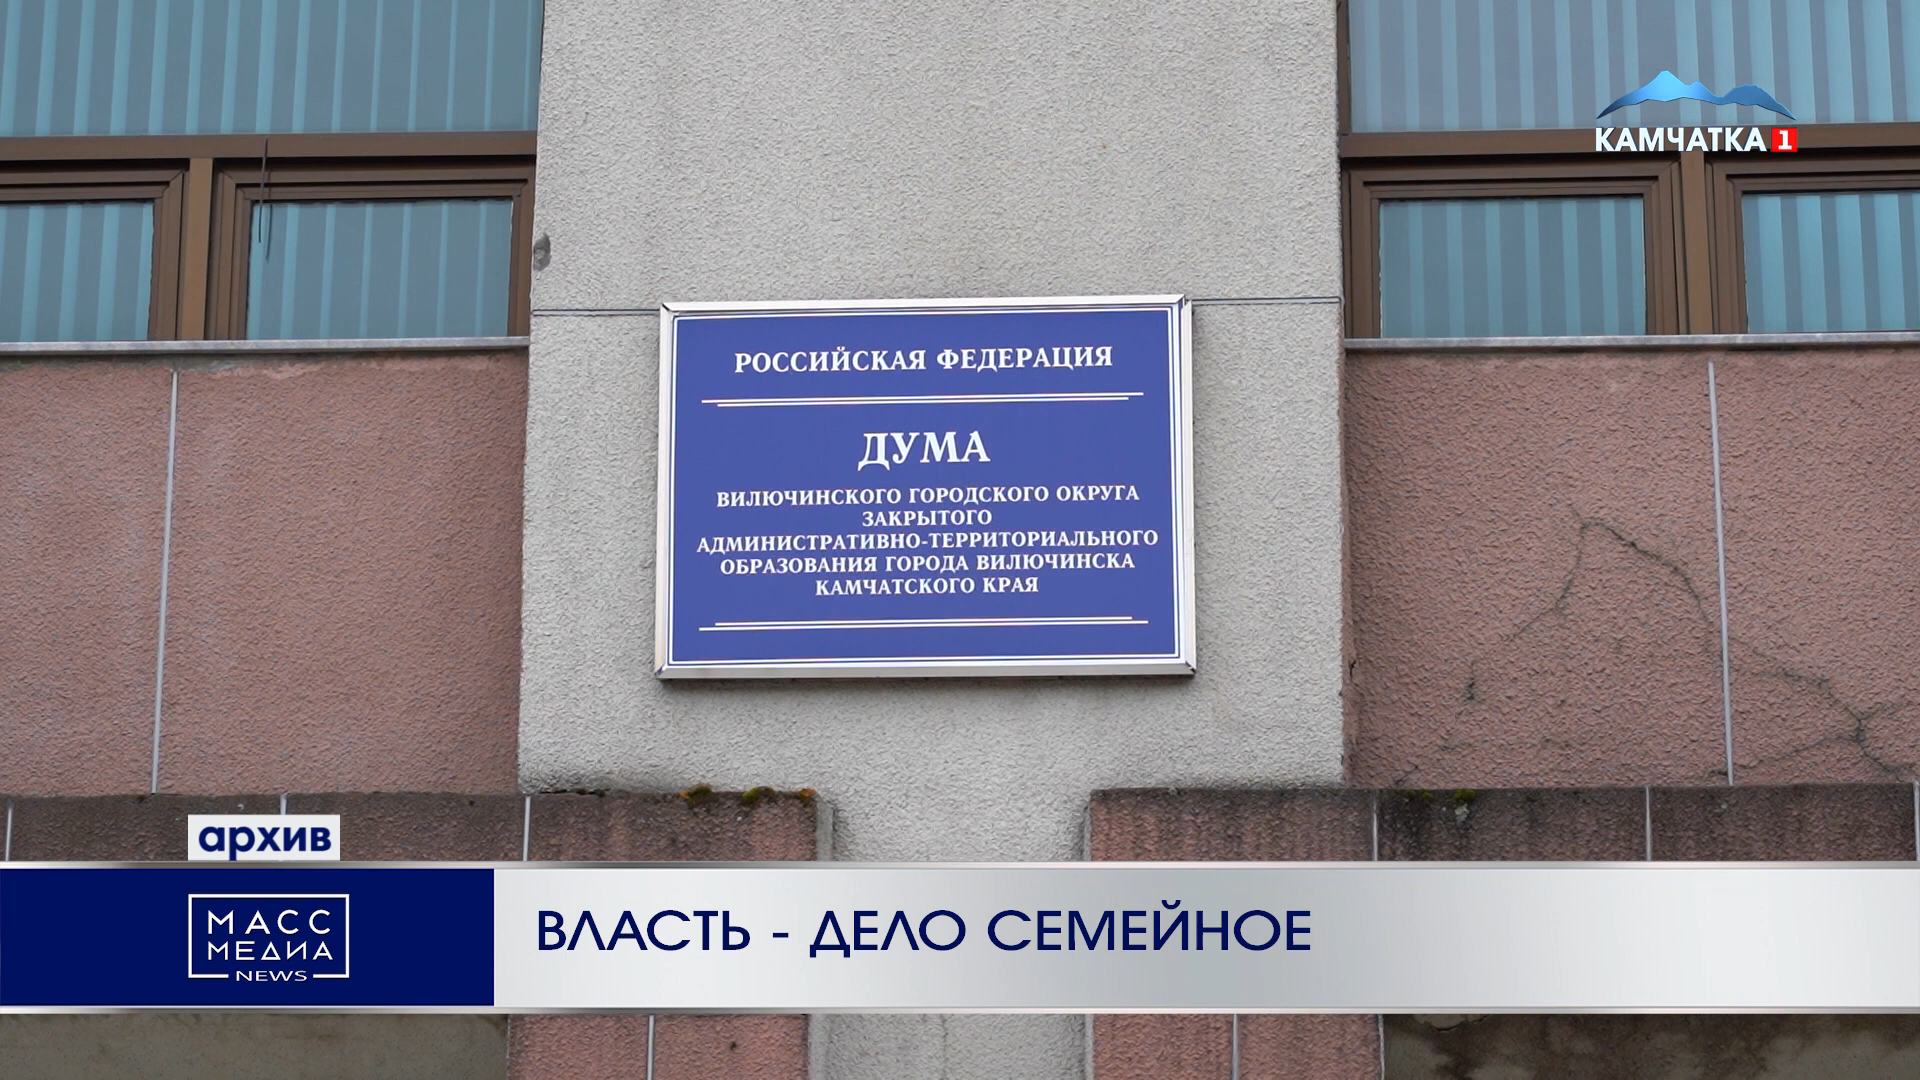 КАМЧАТКА 1
РОССИЙСКАЯ ФЕДЕРАЦИЯ
ДУМА
ВИЛЮЧИНСКОГО ГОРОДСКОГО ОКРУГА
ЗАКРЫТОГО
АДМИНИСТРАТИВНО-ТЕРРИТОРИАЛЬНОГО
ОБРАЗОВАНИЯ ГОРОДА ВИЛЮЧИНСКА
КАМЧАТСКОГО КРАЯ
архив
МАСС
МЕДИА
NEWS
ВЛАСТЬ - ДЕЛО СЕМЕЙНОЕ